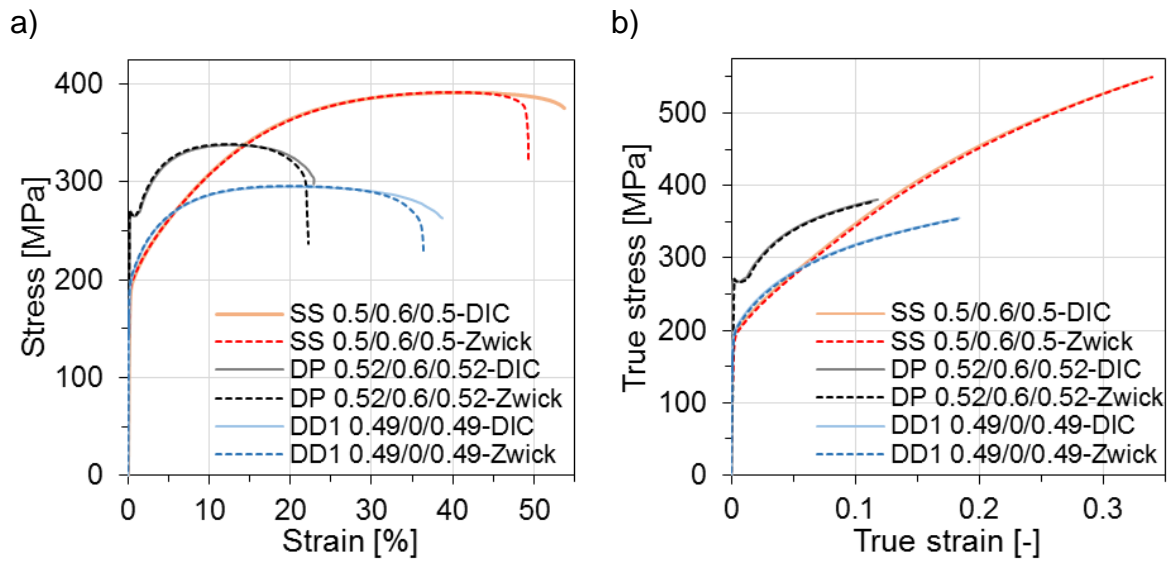 a)
Stress [MPa]
400
300
200
100
0
SS 0.5/0.6/0.5-DIC
SS 0.5/0.6/0.5-Zwick
DP 0.52/0.6/0.52-DIC
DP 0.52/0.6/0.52-Zwick
DD1 0.49/0/0.49-DIC
DD1 0.49/0/0.49-Zwick
0 10 20 30 40 50
Strain [%]
b)
True stress [MPa]
500
400
300
200
100
0
SS 0.5/0.6/0.5-DIC
SS 0.5/0.6/0.5-Zwick
DP 0.52/0.6/0.52-DIC
DP 0.52/0.6/0.52-Zwick
DD1 0.49/0/0.49-DIC
DD1 0.49/0/0.49-Zwick
0 0.1 0.2 0.3
True strain [-]